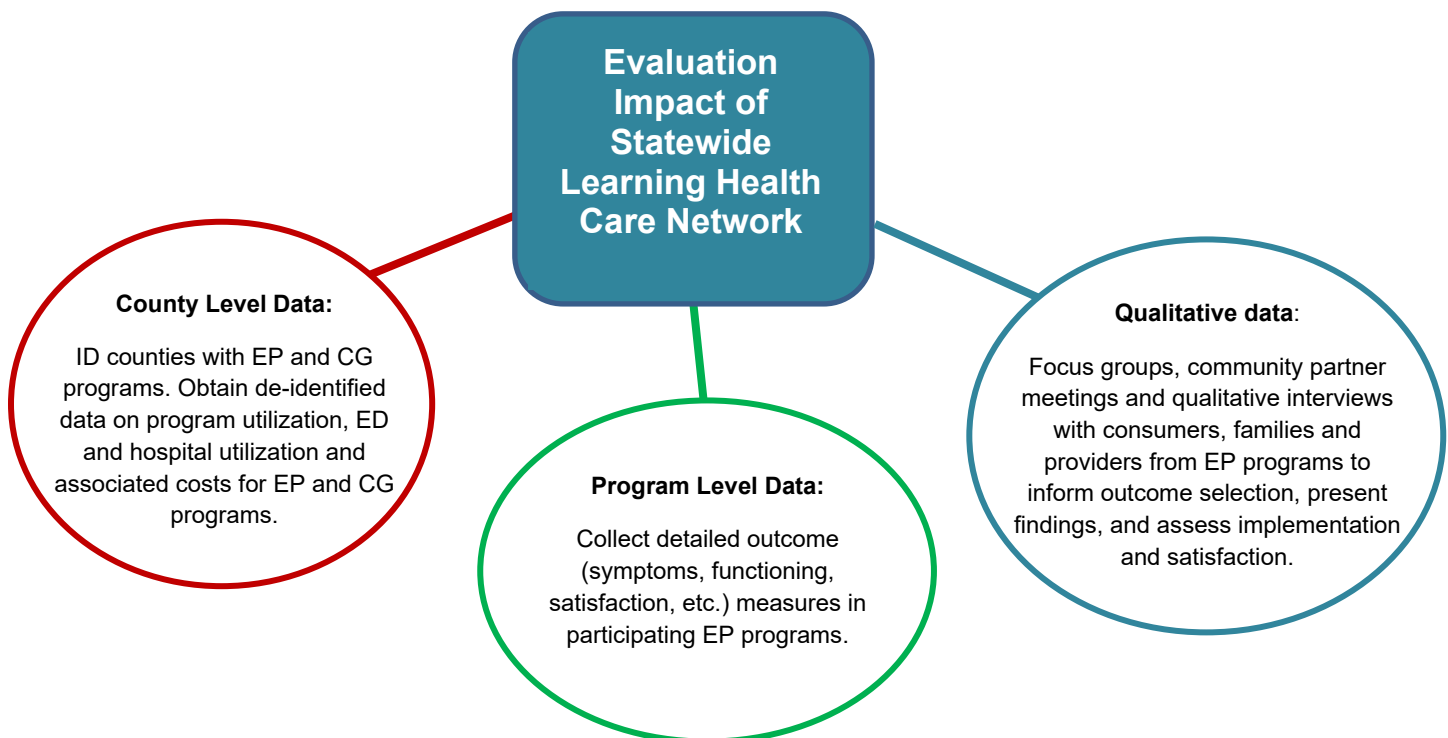 Evaluation
Impact of
Statewide
Learning Health
Care Network
County Level Data:
ID counties with EP and CG
programs. Obtain de-identified
data on program utilization, ED
and hospital utilization and
associated costs for EP and CG
programs.
Program Level Data:
Collect detailed outcome
(symptoms, functioning,
satisfaction, etc.) measures in
participating EP programs.
Qualitative data:
Focus groups, community partner
meetings and qualitative interviews
with consumers, families and
providers from EP programs to
inform outcome selection, present
findings, and assess implementation
and satisfaction.